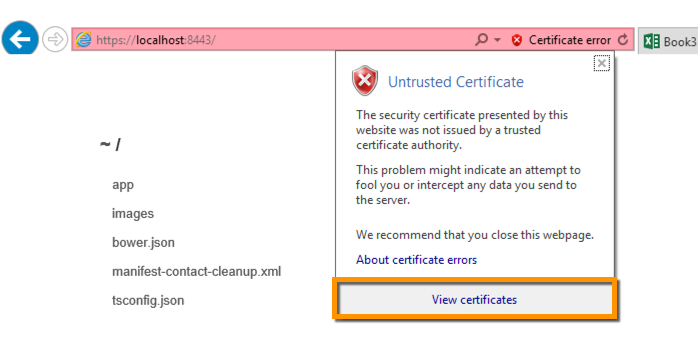 https://localhost:8443/
Certificate error
Book3
Untrusted Certificate
The security certificate presented by this
website was not issued by a trusted
certificate authority.
This problem might indicate an attempt to
fool you or intercept any data you send to
the server.
We recommend that you close this webpage.
About certificate errors
View certificates
~ /
app
images
bower.json
manifest-contact-cleanup.xml
tsconfig.json